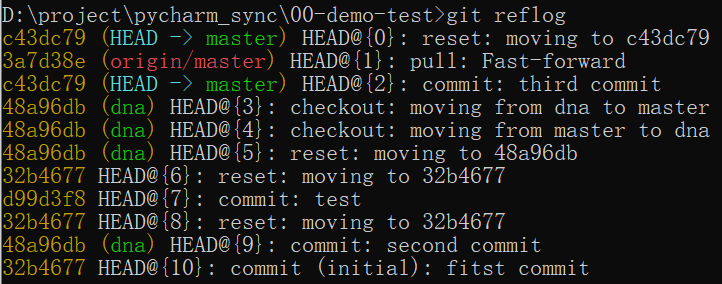 D:\project\pycharm_sync\00-demo-test>git reflog
c43dc79 (HEAD -> master) HEAD@{0}: reset: moving to c43dc79
3a7d38e (origin/master) HEAD@{1}: pull: Fast-forward
c43dc79 (HEAD -> master) HEAD@{2}: commit: third commit
48a96db (dna) HEAD@{3}: checkout: moving from dna to master
48a96db (dna) HEAD@{4}: checkout: moving from master to dna
48a96db (dna) HEAD@{5}: reset: moving to 48a96db
32b4677 HEAD@{6}: reset: moving to 32b4677
d99d3f8 HEAD@{7}: commit: test
32b4677 HEAD@{8}: reset: moving to 32b4677
48a96db (dna) HEAD@{9}: commit: second commit
32b4677 HEAD@{10}: commit (initial): fitst commit